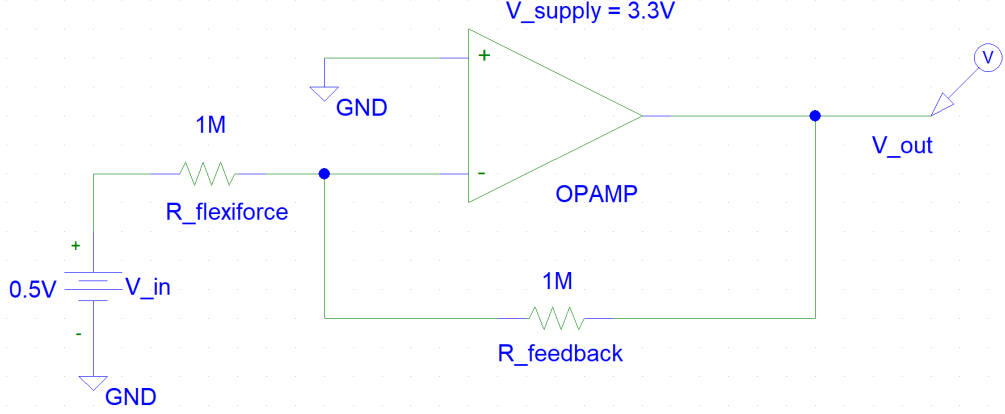 V_supply = 3.3V
+
V
GND
1M
V_out
-
OPAMP
R_flexiforce
+
0.5V
V_in
1M
-
R_feedback
GND